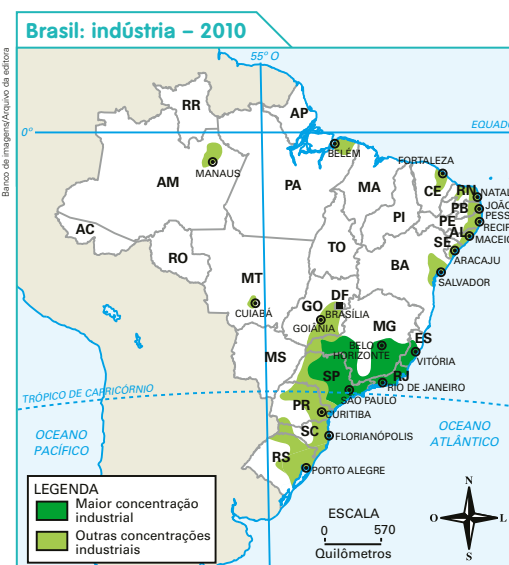 Brasil: indústria – 2010
Banco de imagens/Arquivo da editora
55° O
0°
EQUADO
RR
AP
BELÉM
MANAUS
FORTALEZA
AM
PA
MA
CE
RN
NATAL
PB
JOÃO
PESS
PI
PE
RECIF
AC
AL
MACEIÓ
TO
SE
RO
ARACAJU
BA
MT
SALVADOR
DF
GO
BRASÍLIA
CUIABÁ
GOIÂNIA
MG
ES
BELO
HORIZONTE
MS
VITÓRIA
SP
RJ
RIO DE JANEIRO
TRÓPICO DE CAPRICÓRNIO
SÃO PAULO
PR
CURITIBA
OCEANO
PACÍFICO
SC
FLORIANÓPOLIS
OCEANO
ATLÂNTICO
RS
PORTO ALEGRE
LEGENDA
Maior concentração
industrial
Outras concentrações
industriais
ESCALA
0 570
Quilômetros
N
O L
S